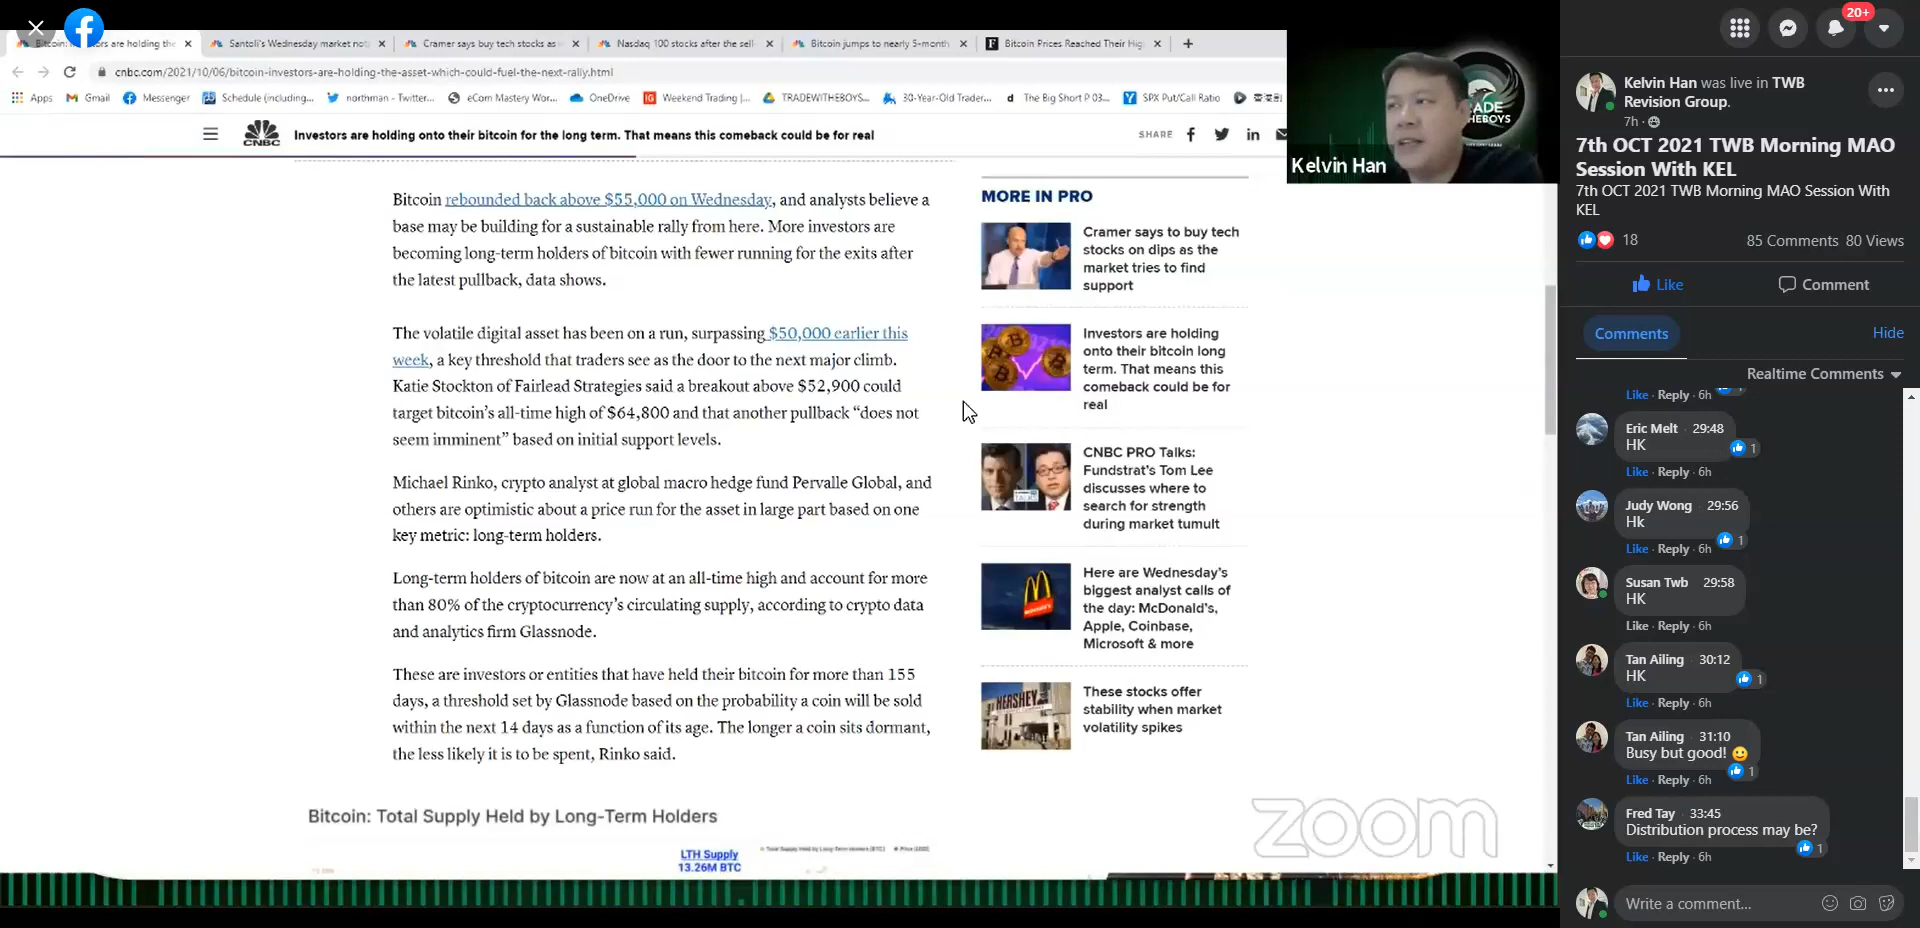 Bitcoin: In
ors are holding the
Santoli's Wednesday market not
Cramer says buy tech stocks as
Nasdaq 100 stocks after the sell-
Bitcoin jumps to nearly 5-month
Bitcoin Prices Reached Their Hig
cnbc.com/2021/10/06/bitcoin-investors-are-holding-the-asset-which-could-fuel-the-next-rally.html
Apps
Gmail
Messenger
Schedule (including...
northman - Twitter...
eCom Mastery Wor...
OneDrive
Weekend Trading |...
TRADEWITHEBOYS...
30-Year-Old Trader...
The Big Short P 03...
SPX Put/Call Ratio
CNBC
Investors are holding onto their bitcoin for the long term. That means this comeback could be for real
SHARE
Bitcoin rebounded back above $55,000 on Wednesday, and analysts believe a
base may be building for a sustainable rally from here. More investors are
becoming long-term holders of bitcoin with fewer running for the exits after
the latest pullback, data shows.
The volatile digital asset has been on a run, surpassing $50,000 earlier this
week, a key threshold that traders see as the door to the next major climb.
Katie Stockton of Fairlead Strategies said a breakout above $52,900 could
target bitcoin's all-time high of $64,800 and that another pullback “does not
seem imminent” based on initial support levels.
Michael Rinko, crypto analyst at global macro hedge fund Pervalle Global, and
others are optimistic about a price run for the asset in large part based on one
key metric: long-term holders.
Long-term holders of bitcoin are now at an all-time high and account for more
than 80% of the cryptocurrency's circulating supply, according to crypto data
and analytics firm Glassnode.
These are investors or entities that have held their bitcoin for more than 155
days, a threshold set by Glassnode based on the probability a coin will be sold
within the next 14 days as a function of its age. The longer a coin sits dormant,
the less likely it is to be spent, Rinko said.
Bitcoin: Total Supply Held by Long-Term Holders
LTH Supply
13.26M BTC
Total Supply Held by Long-Term Holders (BTC)
Price (USD)
MORE IN PRO
Cramer says to buy tech
stocks on dips as the
market tries to find
support
Investors are holding
onto their bitcoin long
term. That means this
comeback could be for
real
CNBC PRO Talks:
Fundstrat's Tom Lee
discusses where to
search for strength
during market tumult
Here are Wednesday's
biggest analyst calls of
the day: McDonald's,
Apple, Coinbase,
Microsoft & more
HERSHEY
These stocks offer
stability when market
volatility spikes
zoom
ADE
HEBOYS
Kelvin Han
20+
Kelvin Han was live in TWB
Revision Group.
7h
7th OCT 2021 TWB Morning MAO
Session With KEL
7th OCT 2021 TWB Morning MAO Session With
KEL
18
85 Comments 80 Views
Like
Comment
Comments
Hide
Realtime Comments
Like · Reply · 6h
Eric Melt 29:48
HK
1
Like · Reply · 6h
Judy Wong 29:56
Hk
1
Like · Reply · 6h
Susan Twb 29:58
HK
Like · Reply · 6h
Tan Ailing 30:12
HK
1
Like · Reply · 6h
Tan Ailing 31:10
Busy but good! 🙂
1
Like · Reply · 6h
Fred Tay 33:45
Distribution process may be?
1
Like · Reply · 6h
Write a comment...